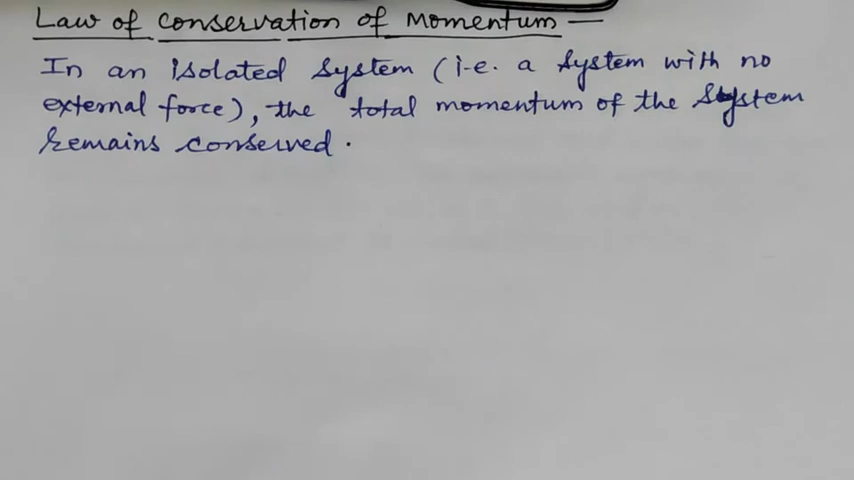 Law of Conservation of Momentum —
In an isolated system (i.e. a system with no
external force), the total momentum of the system
remains conserved.